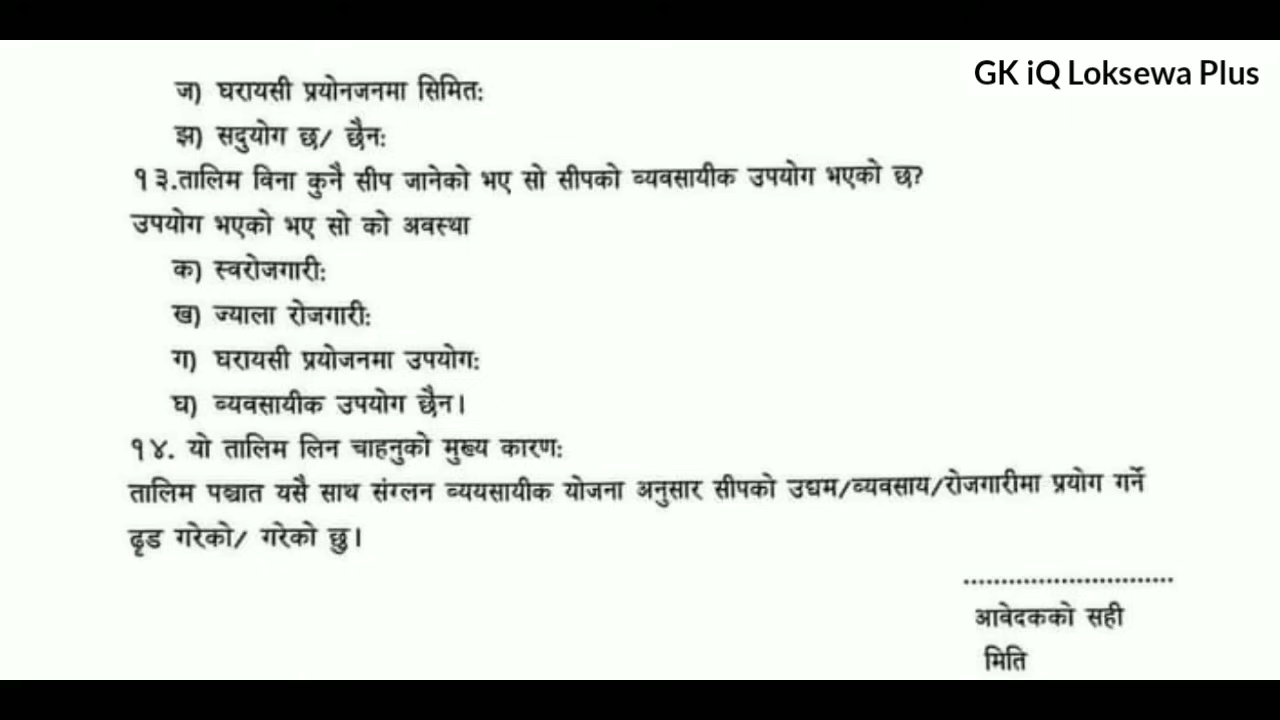 GK iQ Loksewa Plus
ज) घरायसी प्रयोनजनमा सिमित:
झ) सदुयोग छ/ छैन:
१३.तालिम विना कुनै सीप जानेको भए सो सीपको व्यवसायीक उपयोग भएको छ?
उपयोग भएको भए सो को अवस्था
क) स्वरोजगारी:
ख) ज्याला रोजगारी:
ग) घरायसी प्रयोजनमा उपयोग:
घ) व्यवसायीक उपयोग छैन।
१४. यो तालिम लिन चाहनुको मुख्य कारण:
तालिम पश्चात यसै साथ संग्लन व्ययसायीक योजना अनुसार सीपको उद्यम/व्यवसाय/रोजगारीमा प्रयोग गर्ने
ढृड गरेको/ गरेको छु।
.............................
आवेदकको सही
मिति